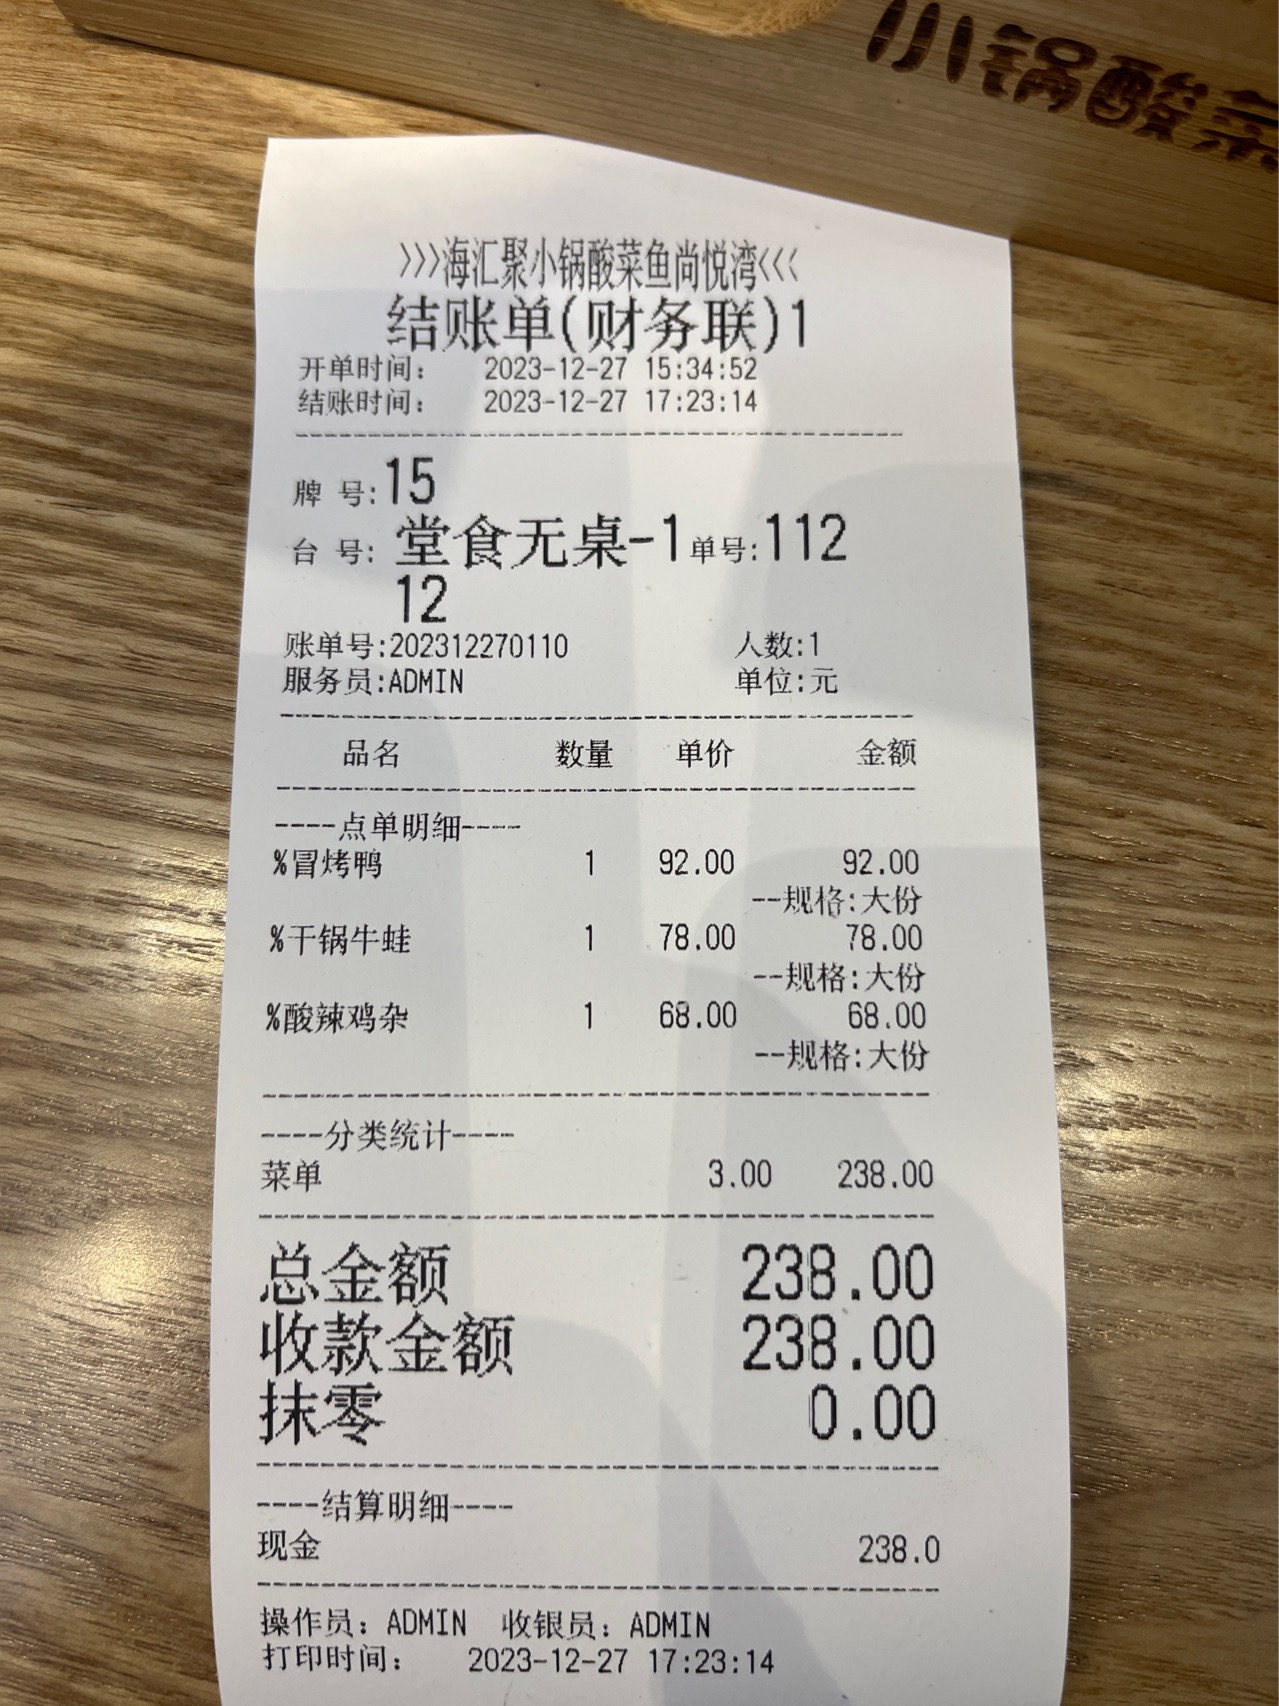 小锅酸菜
>>>海汇聚小锅酸菜鱼尚悦湾<<<
结账单(财务联)1
开单时间: 2023-12-27 15:34:52
结账时间: 2023-12-27 17:23:14
牌 号:15
台 号: 堂食无桌-1 单号:112
12
账单号:202312270110 人数:1
服务员:ADMIN 单位:元
品名 数量 单价 金额
----点单明细----
%冒烤鸭 1 92.00 92.00
--规格:大份
%干锅牛蛙 1 78.00 78.00
--规格:大份
%酸辣鸡杂 1 68.00 68.00
--规格:大份
----分类统计----
菜单 3.00 238.00
总金额 238.00
收款金额 238.00
抹零 0.00
----结算明细----
现金 238.0
操作员: ADMIN 收银员: ADMIN
打印时间: 2023-12-27 17:23:14